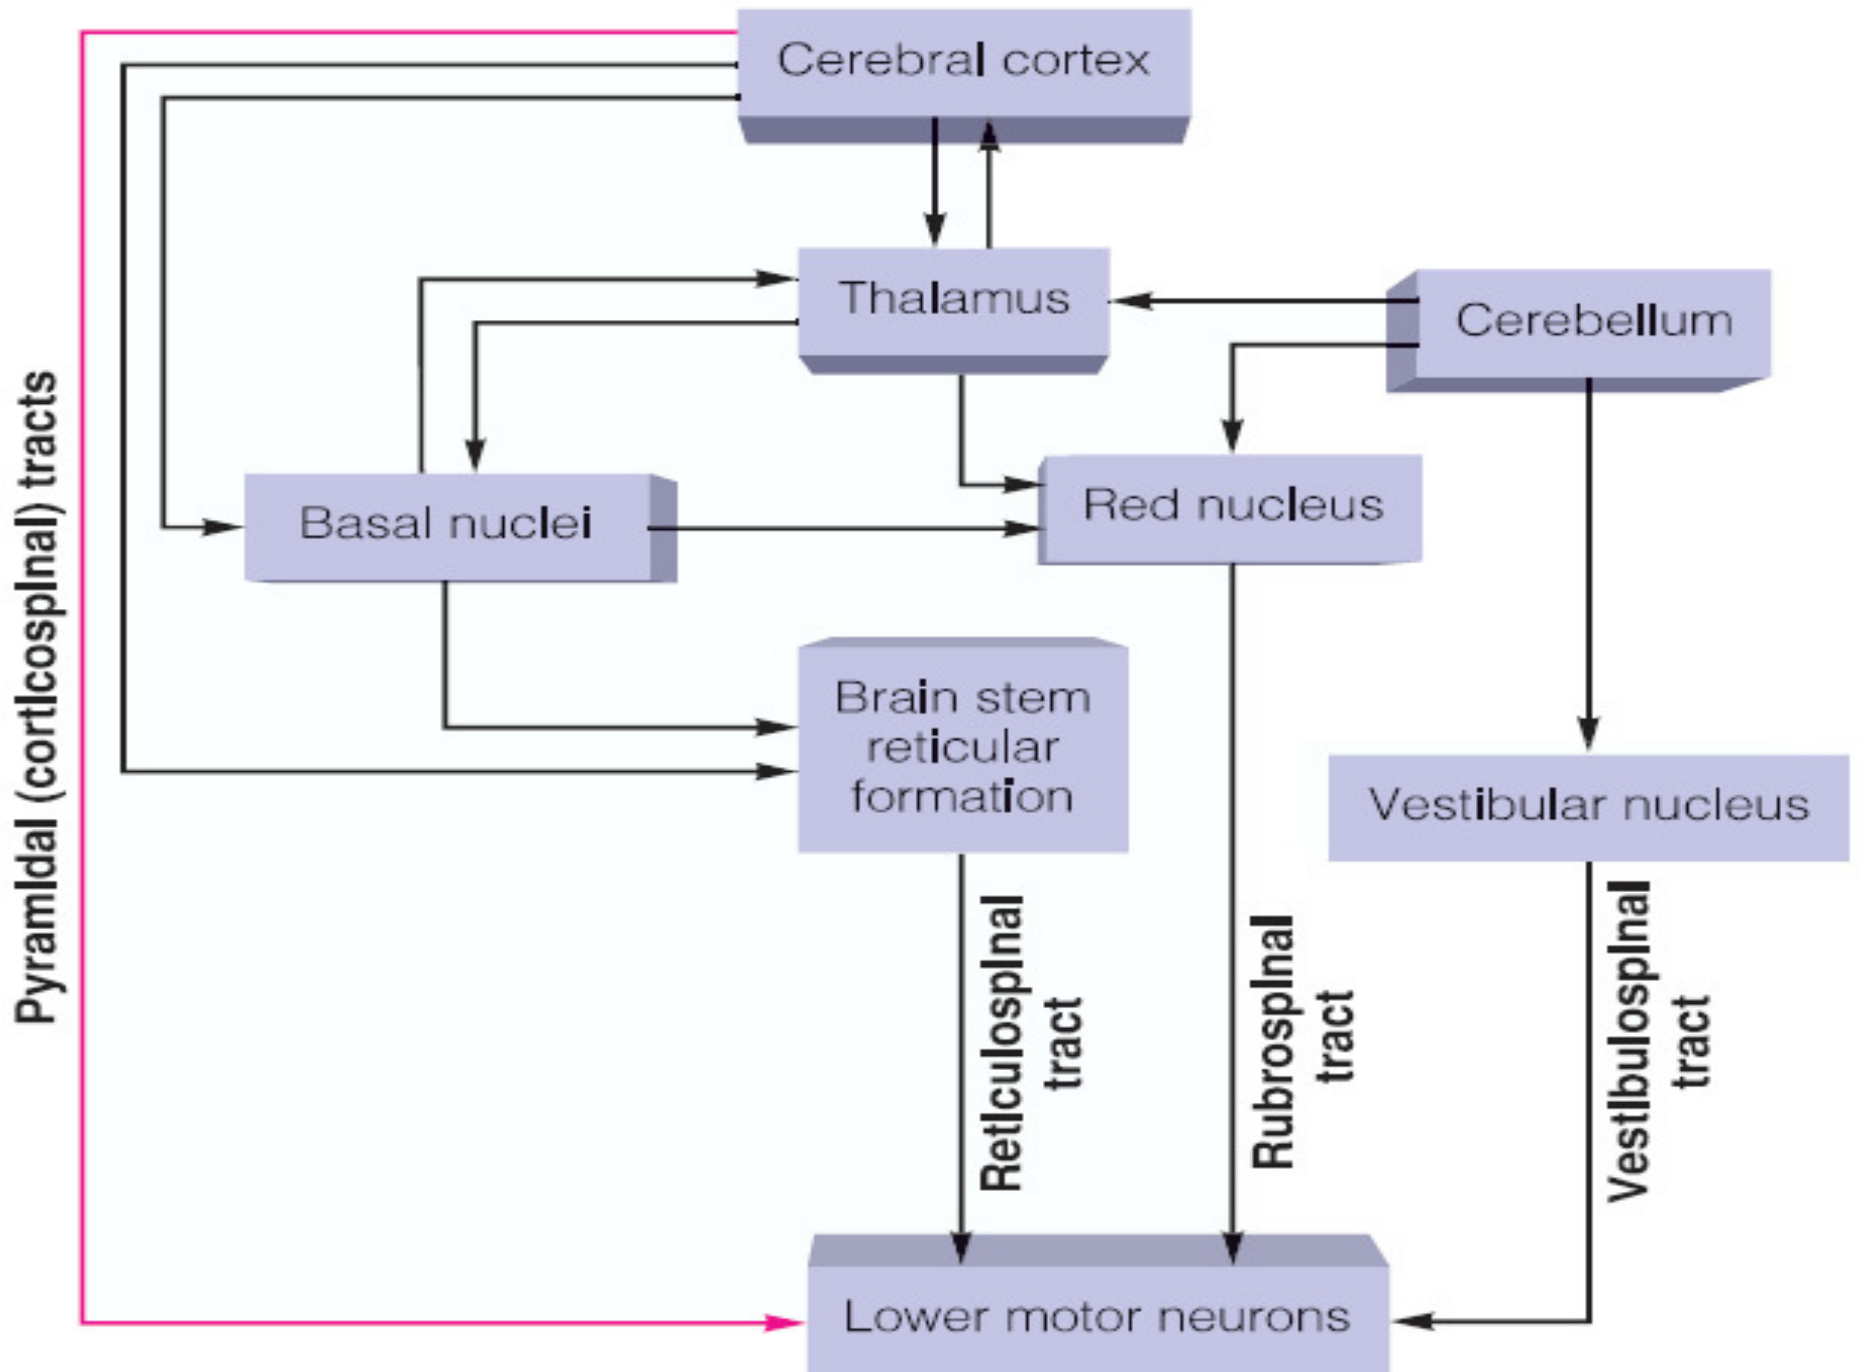 Cerebral cortex
Thalamus
Cerebellum
Basal nuclei
Red nucleus
Brain stem
reticular
formation
Vestibular nucleus
Pyramidal (corticospinal) tracts
Reticulospinal
tract
Rubrospinal
tract
Vestibulospinal
tract
Lower motor neurons